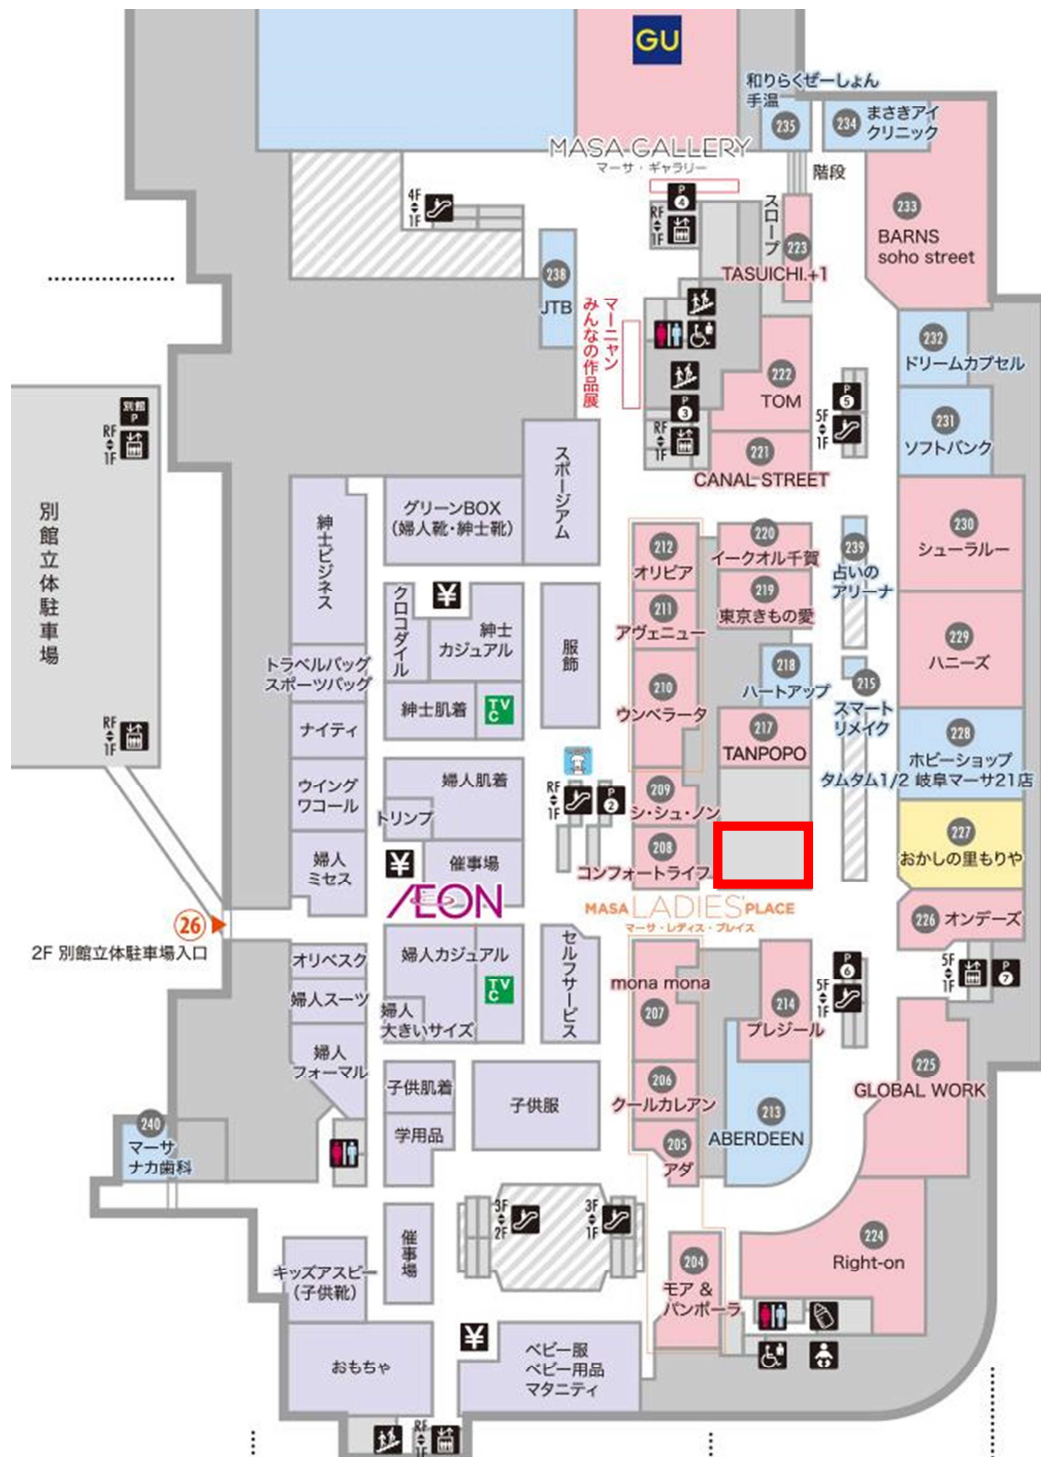 GU
和りらくぜーしょん
手温
235
234
まさきアイ
クリニック
MASA GALLERY
マーサ・ギャラリー
階段
4F
1F
P
4
RF
1F
スロープ
223
TASUICHI.+1
233
BARNS
soho street
238
JTB
マーニャン
みんなの作品展
232
ドリームカプセル
222
TOM
P
5
5F
1F
P
3
RF
1F
231
ソフトバンク
221
CANAL STREET
別館
P
RF
1F
別館立体駐車場
RF
1F
紳士ビジネス
グリーンBOX
(婦人靴・紳士靴)
スポージアム
212
オリビア
220
イークオル千賀
239
占いの
アリーナ
230
シューラルー
¥
クロコダイル
紳士
カジュアル
服飾
211
アヴェニュー
219
東京きもの愛
229
ハニーズ
トラベルバッグ
スポーツバッグ
紳士肌着
TVC
210
ウンベラータ
218
ハートアップ
215
スマート
リメイク
ナイティ
217
TANPOPO
228
ホビーショップ
タムタム1/2 岐阜マーサ21店
ウイング
ワコール
婦人肌着
トリンプ
RF
1F
P
2
209
シ・シュ・ノン
227
おかしの里もりや
婦人
ミセス
¥
催事場
208
コンフォートライフ
ÆON
MASA LADIES' PLACE
マーサ・レディス・プレイス
226
オンデーズ
26
2F 別館立体駐車場入口
オリベスク
婦人カジュアル
セルフサービス
mona mona
207
214
プレジール
P
6
5F
1F
5F
1F
P
7
婦人スーツ
婦人
大きいサイズ
TVC
婦人
フォーマル
子供肌着
子供服
206
クールカレアン
213
ABERDEEN
225
GLOBAL WORK
240
マーサ
ナカ歯科
学用品
205
アダ
催事場
3F
2F
3F
1F
204
モア &
バンボーラ
224
Right-on
キッズアスビー
(子供靴)
¥
おもちゃ
ベビー服
ベビー用品
マタニティ
RF
1F